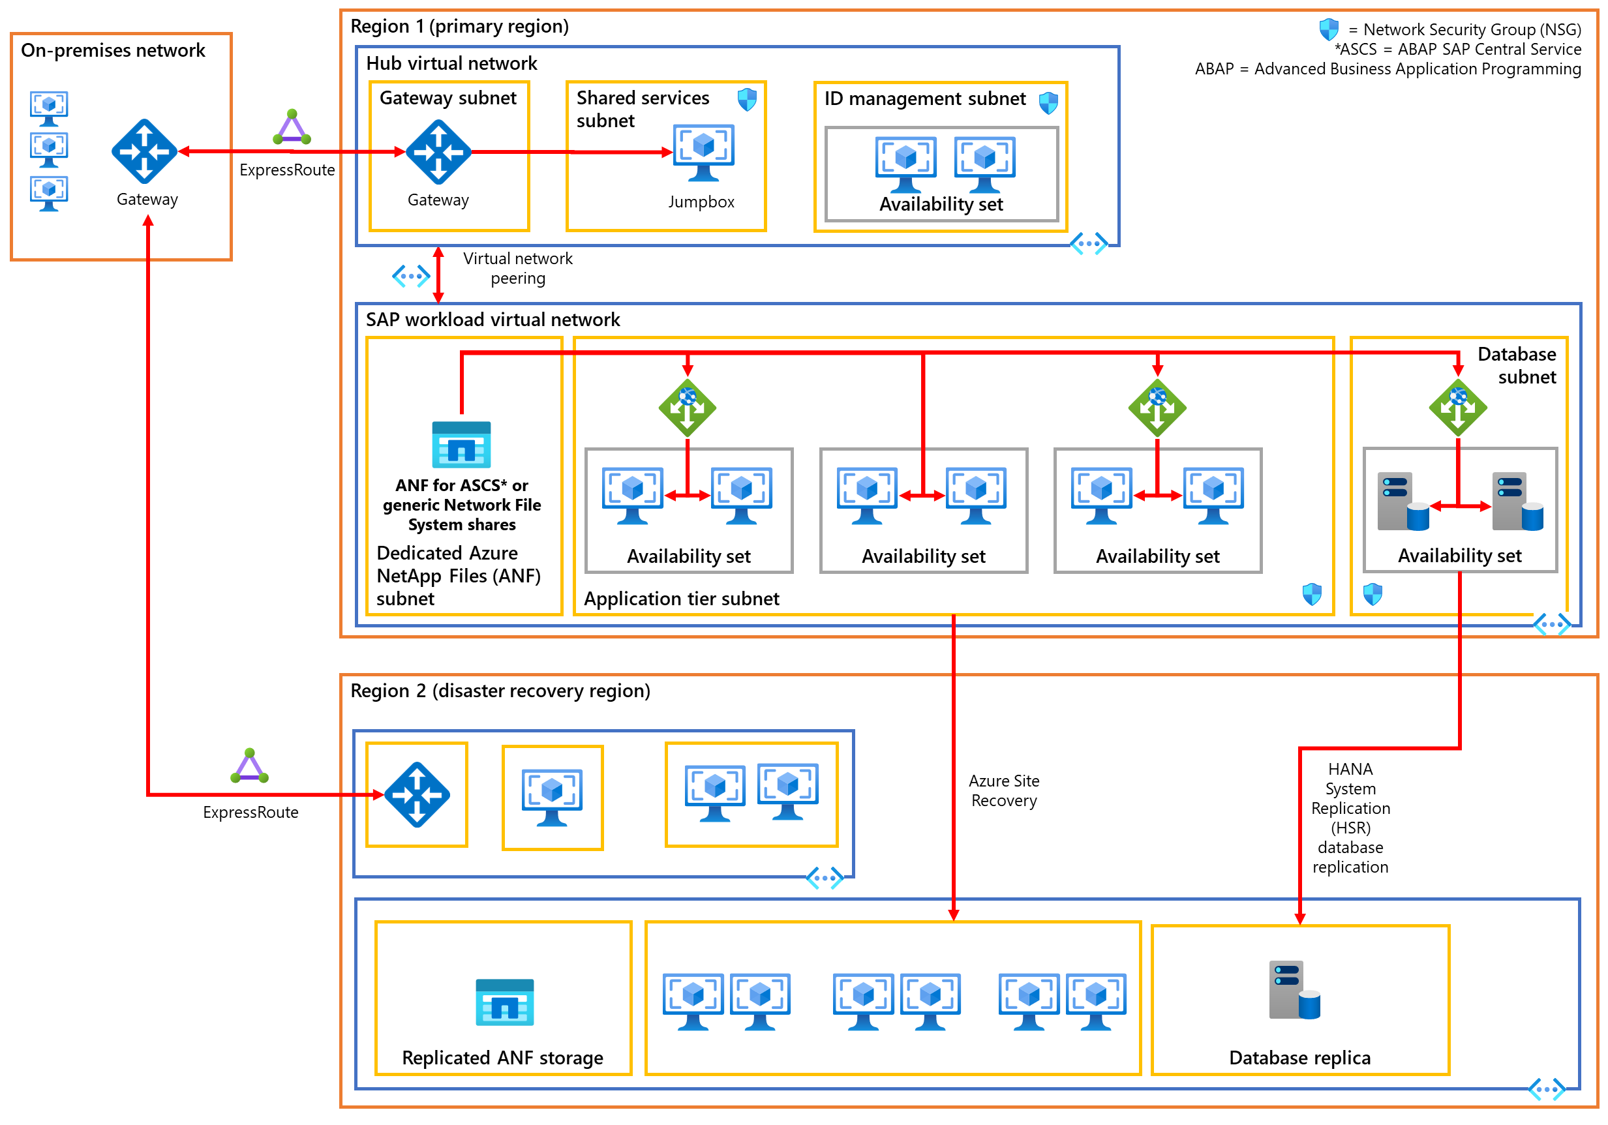 Region 1 (primary region)
= Network Security Group (NSG)
*ASCS = ABAP SAP Central Service
ABAP = Advanced Business Application Programming
On-premises network
Gateway
ExpressRoute
Hub virtual network
Gateway subnet
Gateway
Shared services
subnet
Jumpbox
ID management subnet
Availability set
Virtual network
peering
SAP workload virtual network
ANF for ASCS* or
generic Network File
System shares
Dedicated Azure
NetApp Files (ANF)
subnet
Availability set
Availability set
Availability set
Application tier subnet
Database
subnet
Availability set
Region 2 (disaster recovery region)
ExpressRoute
Azure Site
Recovery
HANA
System
Replication
(HSR)
database
replication
Replicated ANF storage
Database replica